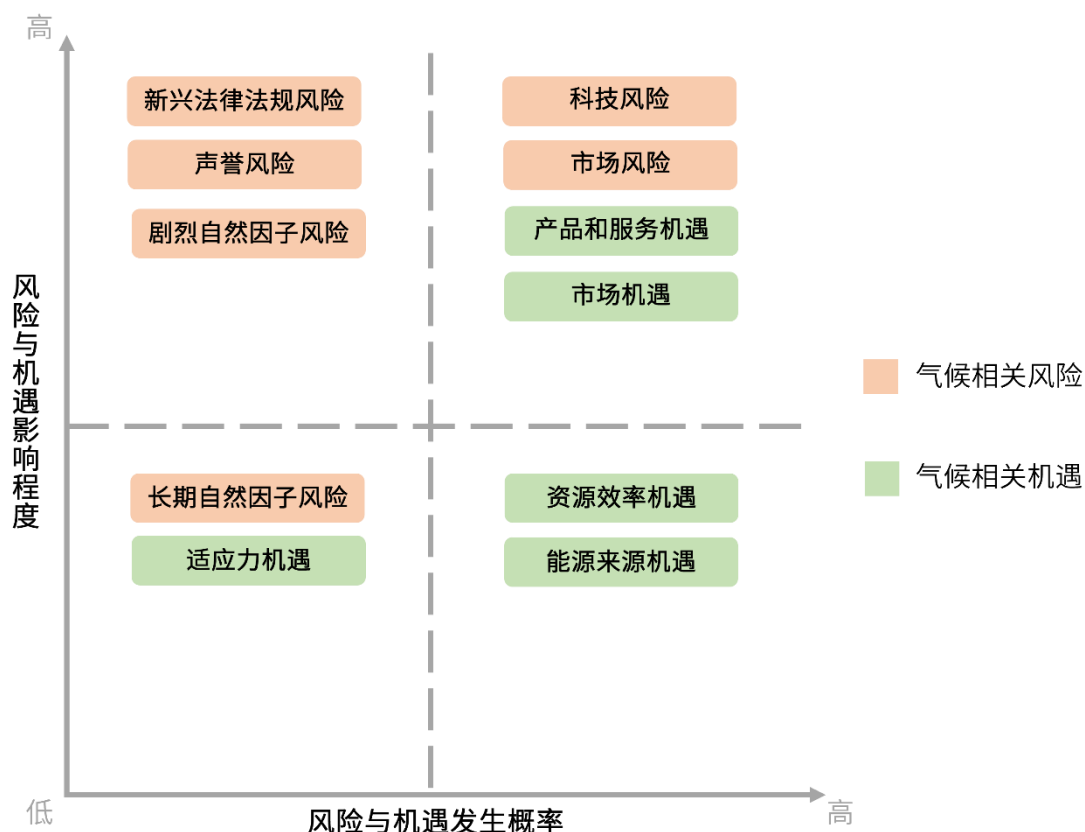 高
新兴法律法规风险
声誉风险
剧烈自然因子风险
科技风险
市场风险
产品和服务机遇
市场机遇
风险与机遇影响程度
气候相关风险
气候相关机遇
长期自然因子风险
适应力机遇
资源效率机遇
能源来源机遇
低
风险与机遇发生概率
高